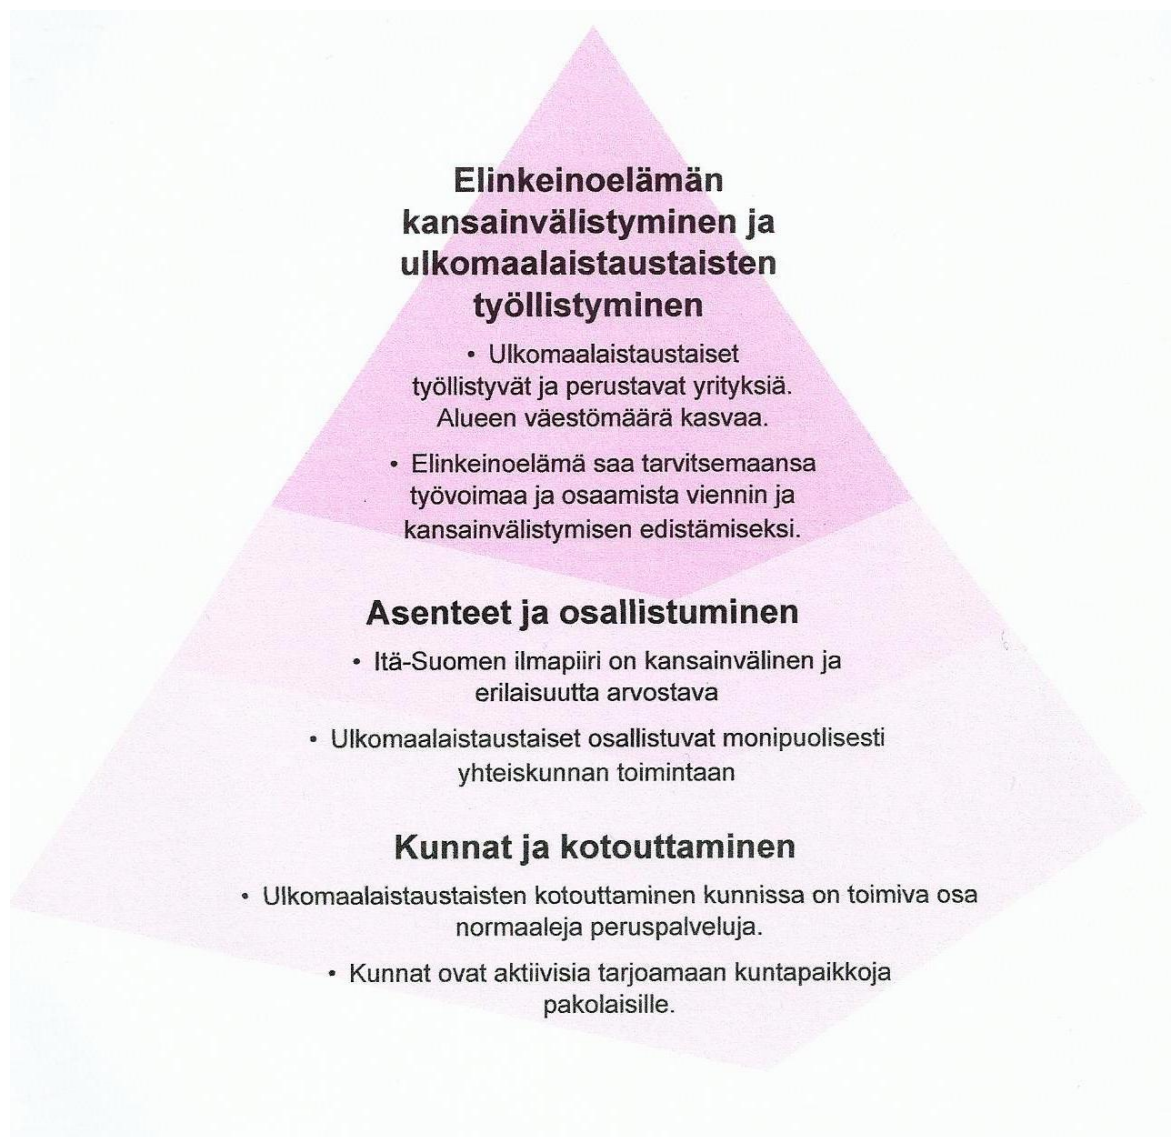 Elinkeinoelämän
kansainvälistyminen ja
ulkomaalaistaustaisten
työllistyminen
• Ulkomaalaistaustaiset
työllistyvät ja perustavat yrityksiä.
Alueen väestömäärä kasvaa.
• Elinkeinoelämä saa tarvitsemaansa
työvoimaa ja osaamista viennin ja
kansainvälistymisen edistämiseksi.
Asenteet ja osallistuminen
• Itä-Suomen ilmapiiri on kansainvälinen ja
erilaisuutta arvostava
• Ulkomaalaistaustaiset osallistuvat monipuolisesti
yhteiskunnan toimintaan
Kunnat ja kotouttaminen
• Ulkomaalaistaustaisten kotouttaminen kunnissa on toimiva osa
normaaleja peruspalveluja.
• Kunnat ovat aktiivisia tarjoamaan kuntapaikkoja
pakolaisille.